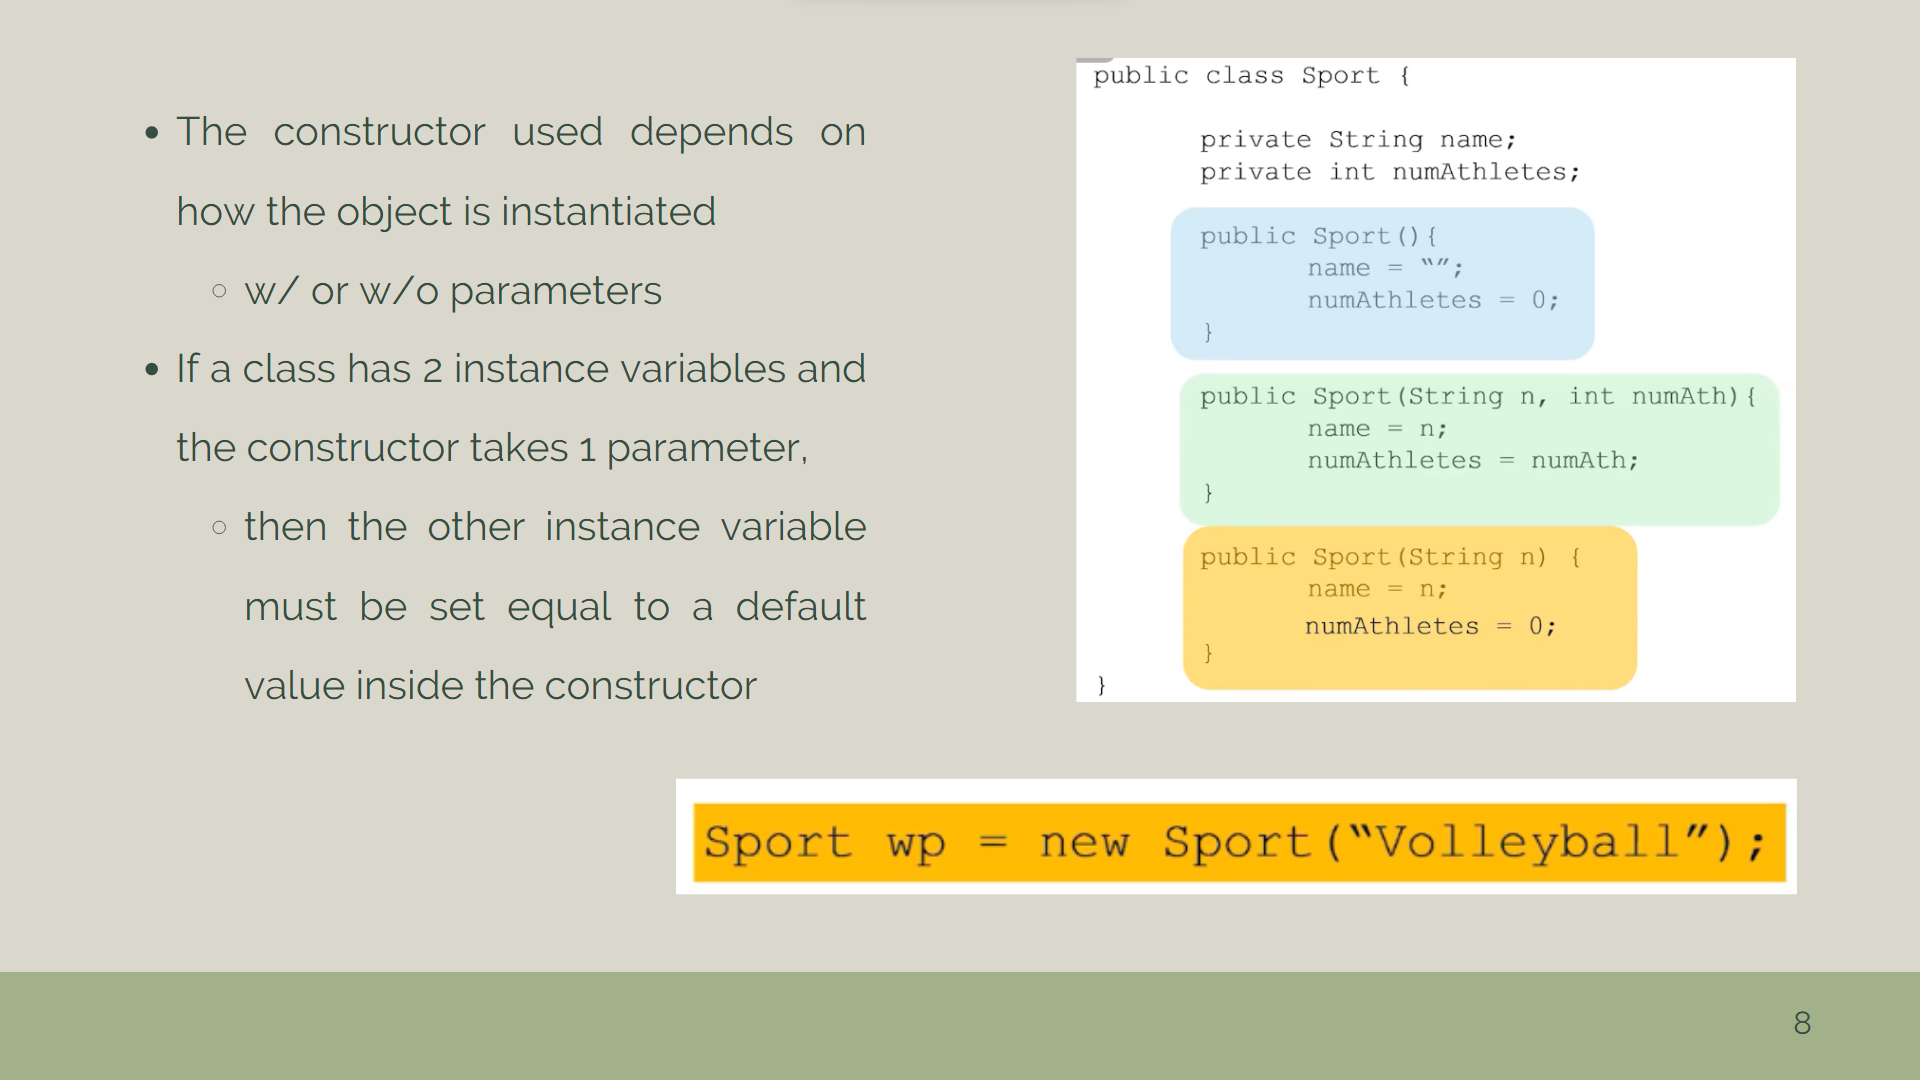 • The constructor used depends on
how the object is instantiated
○ w/ or w/o parameters
• If a class has 2 instance variables and
the constructor takes 1 parameter,
○ then the other instance variable
must be set equal to a default
value inside the constructor
public class Sport {
private String name;
private int numAthletes;
public Sport(){
name = “”;
numAthletes = 0;
}
public Sport(String n, int numAth){
name = n;
numAthletes = numAth;
}
public Sport(String n) {
name = n;
numAthletes = 0;
}
}
Sport wp = new Sport(“Volleyball”);
8